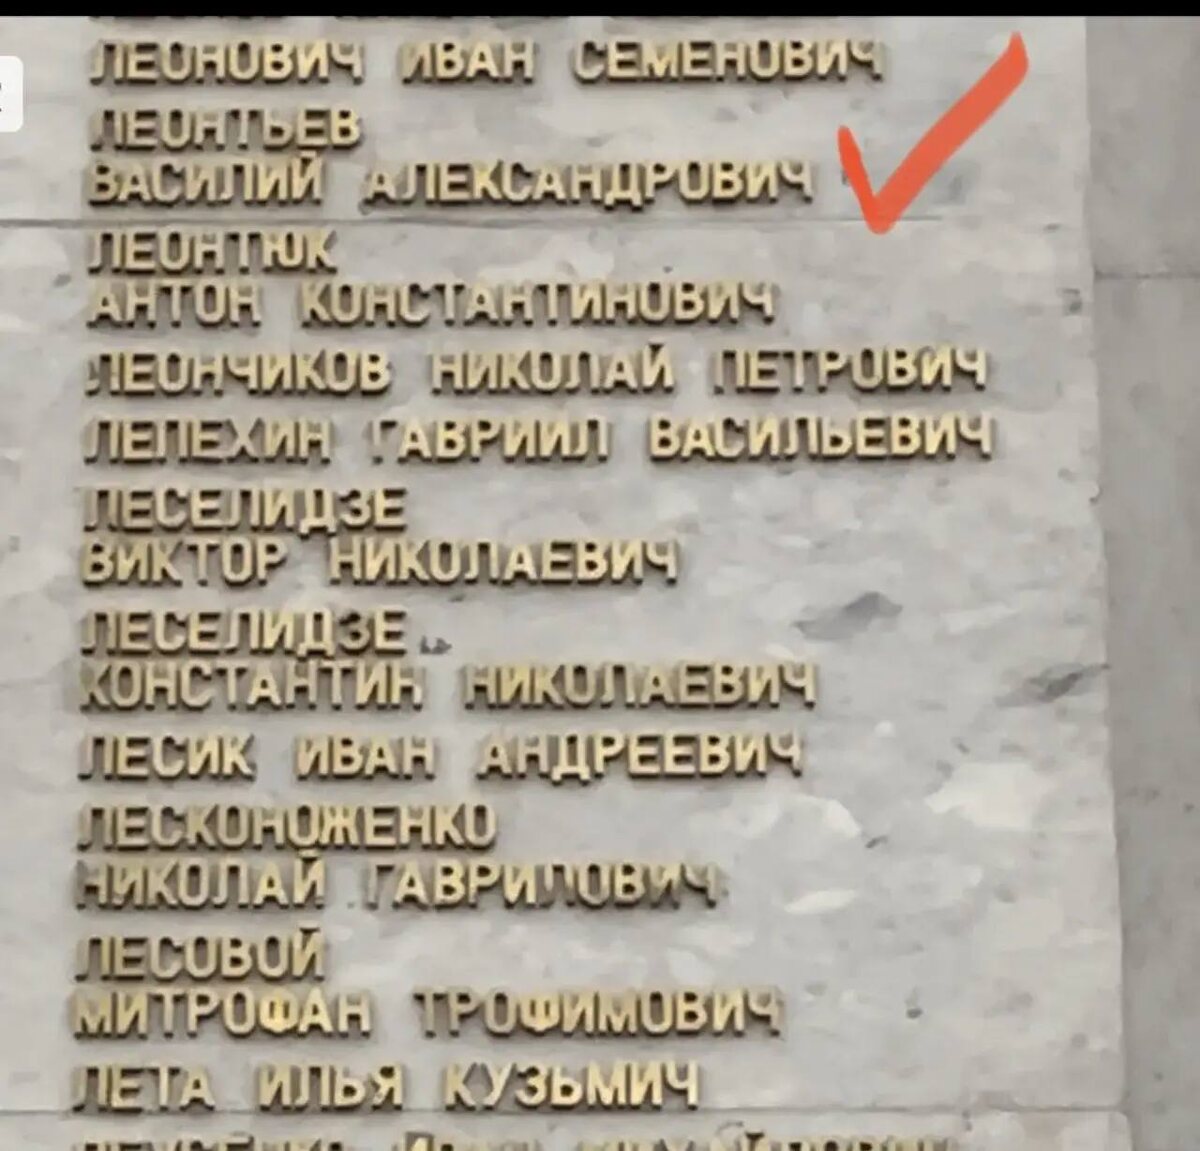 ЛЕОНОВИЧ ИВАН СЕМЕНОВИЧ
ЛЕОНТЬЕВ
ВАСИЛИЙ АЛЕКСАНДРОВИЧ
ЛЕОНТЮК
АНТОН КОНСТАНТИНОВИЧ
ЛЕОНЧИКОВ НИКОЛАЙ ПЕТРОВИЧ
ЛЕПЕХИН ГАВРИИЛ ВАСИЛЬЕВИЧ
ЛЕСЕЛИДЗЕ
ВИКТОР НИКОЛАЕВИЧ
ЛЕСЕЛИДЗЕ
КОНСТАНТИН НИКОЛАЕВИЧ
ЛЕСИК ИВАН АНДРЕЕВИЧ
ЛЕСКОНОЖЕНКО
НИКОЛАЙ ГАВРИЛОВИЧ
ЛЕСОВОЙ
МИТРОФАН ТРОФИМОВИЧ
ЛЕТА ИЛЬЯ КУЗЬМИЧ